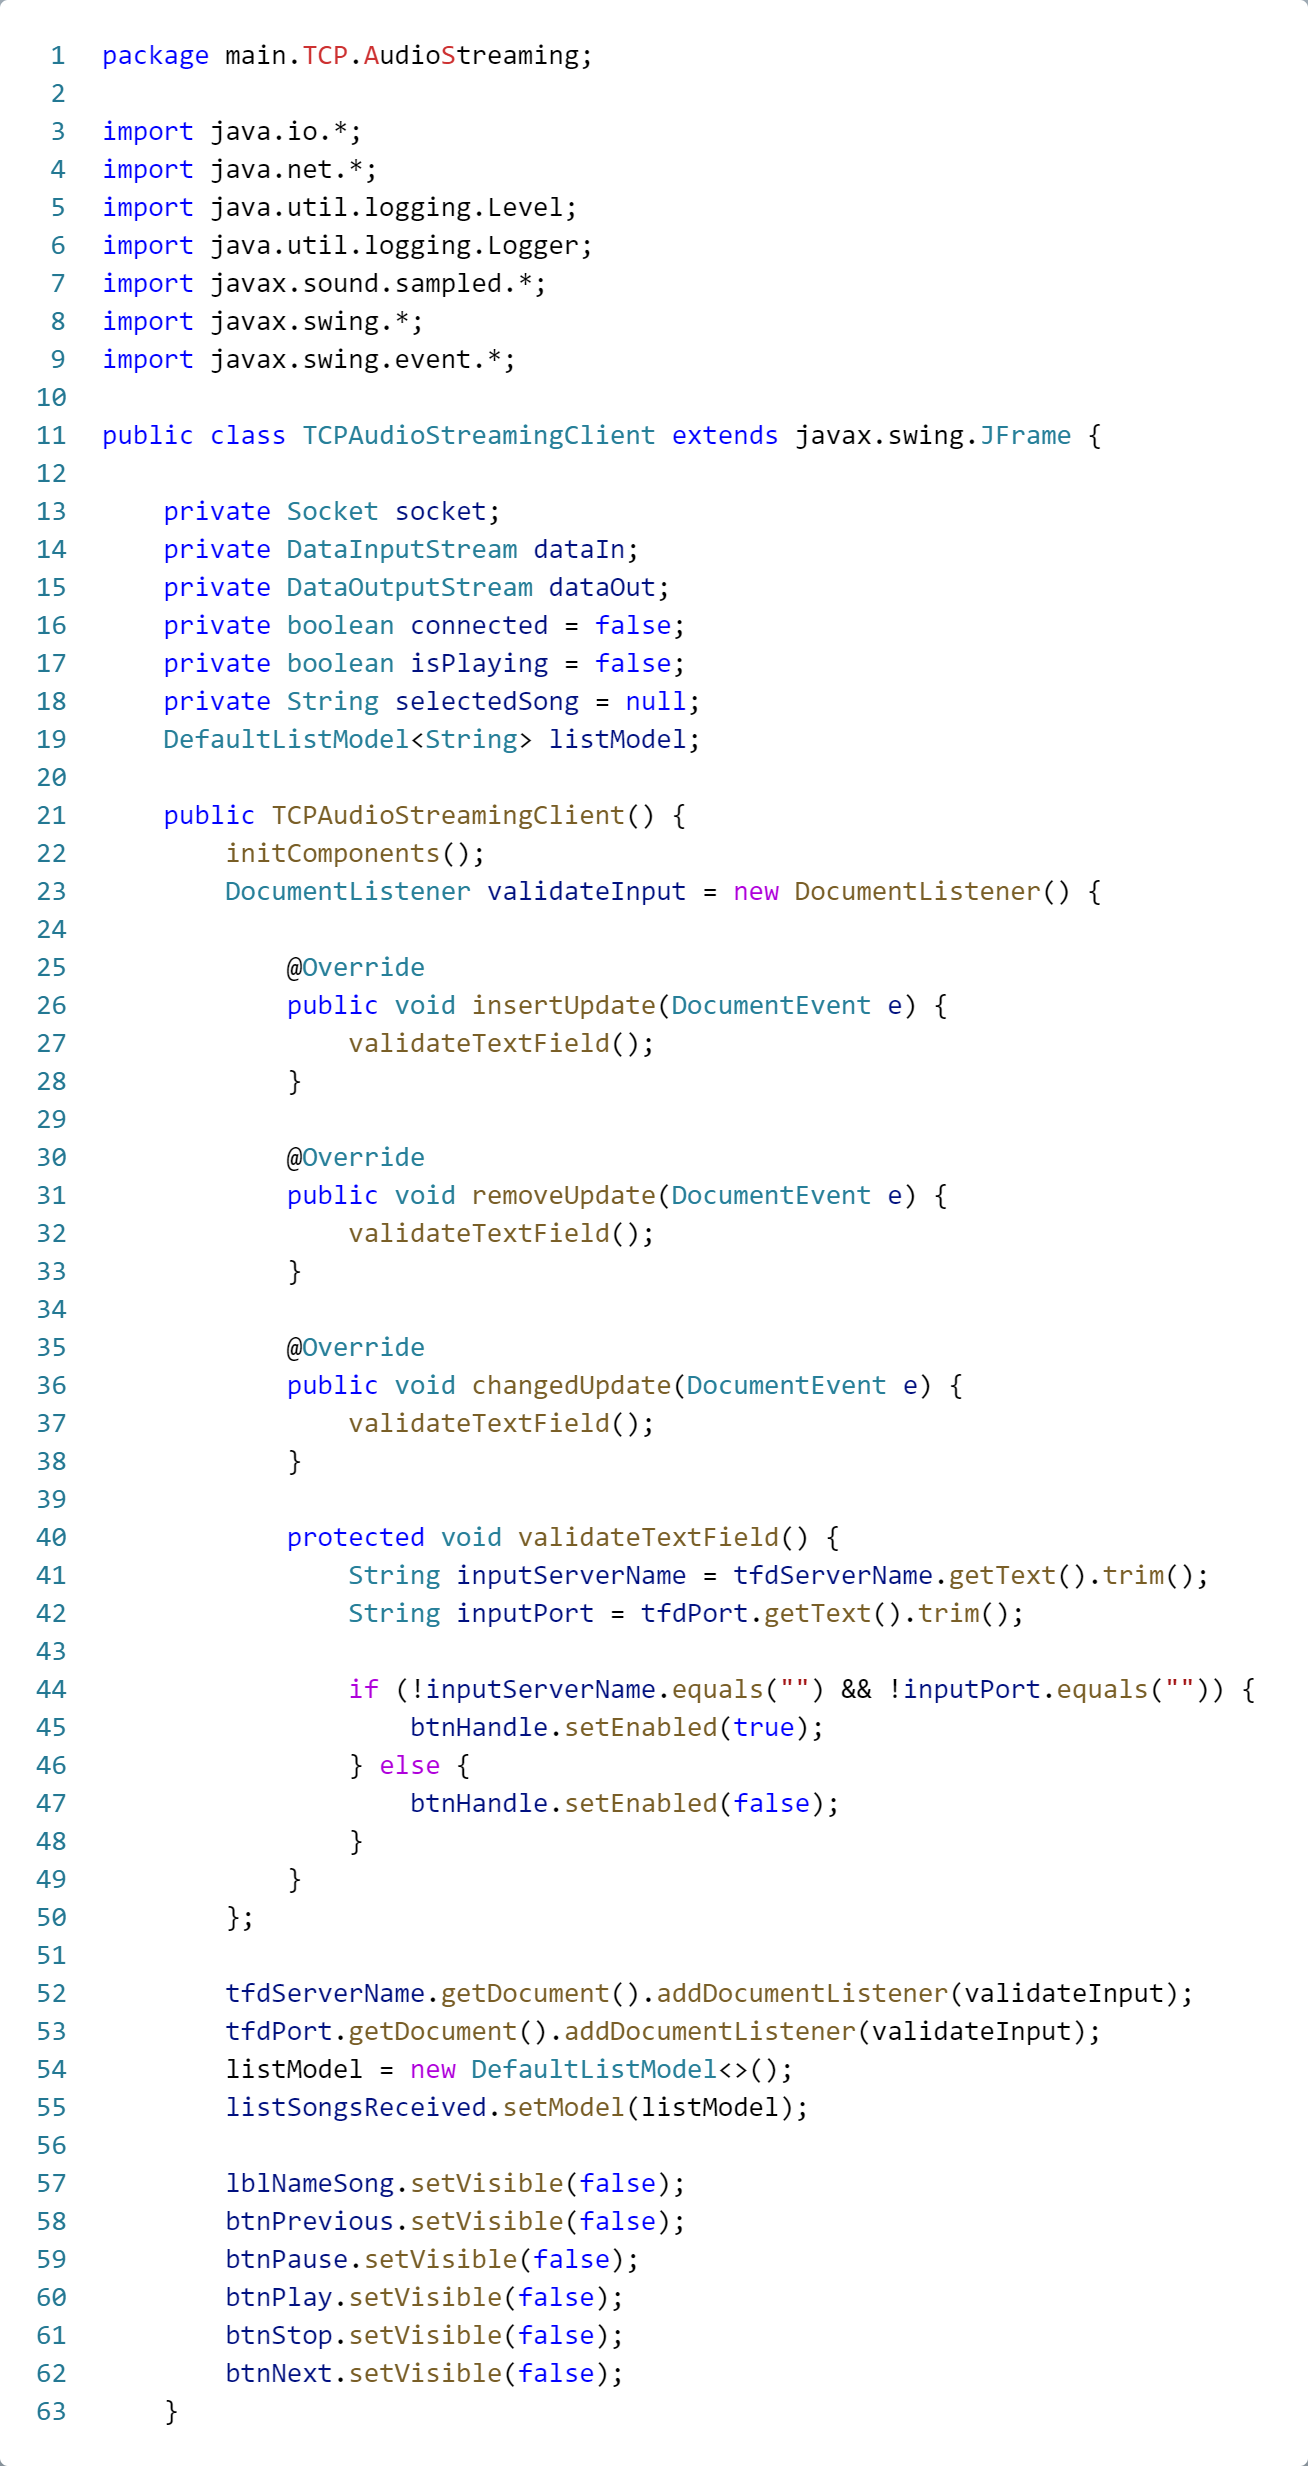 1 package main.TCP.AudioStreaming;
2
3 import java.io.*;
4 import java.net.*;
5 import java.util.logging.Level;
6 import java.util.logging.Logger;
7 import javax.sound.sampled.*;
8 import javax.swing.*;
9 import javax.swing.event.*;
10
11 public class TCPAudioStreamingClient extends javax.swing.JFrame {
12
13     private Socket socket;
14     private DataInputStream dataIn;
15     private DataOutputStream dataOut;
16     private boolean connected = false;
17     private boolean isPlaying = false;
18     private String selectedSong = null;
19     DefaultListModel<String> listModel;
20
21     public TCPAudioStreamingClient() {
22         initComponents();
23         DocumentListener validateInput = new DocumentListener() {
24
25             @Override
26             public void insertUpdate(DocumentEvent e) {
27                 validateTextField();
28             }
29
30             @Override
31             public void removeUpdate(DocumentEvent e) {
32                 validateTextField();
33             }
34
35             @Override
36             public void changedUpdate(DocumentEvent e) {
37                 validateTextField();
38             }
39
40             protected void validateTextField() {
41                 String inputServerName = tfdServerName.getText().trim();
42                 String inputPort = tfdPort.getText().trim();
43
44                 if (!inputServerName.equals("") && !inputPort.equals("")) {
45                     btnHandle.setEnabled(true);
46                 } else {
47                     btnHandle.setEnabled(false);
48                 }
49             }
50         };
51
52         tfdServerName.getDocument().addDocumentListener(validateInput);
53         tfdPort.getDocument().addDocumentListener(validateInput);
54         listModel = new DefaultListModel<>();
55         listSongsReceived.setModel(listModel);
56
57         lblNameSong.setVisible(false);
58         btnPrevious.setVisible(false);
59         btnPause.setVisible(false);
60         btnPlay.setVisible(false);
61         btnStop.setVisible(false);
62         btnNext.setVisible(false);
63     }